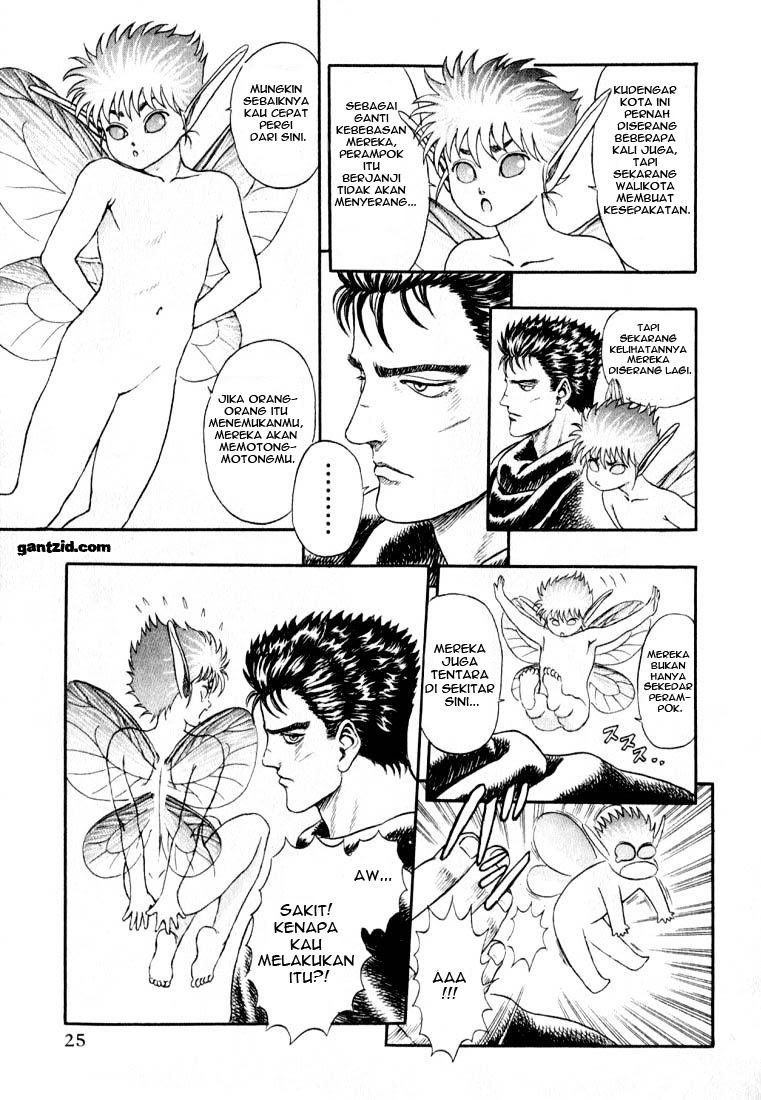 KUDENGAR
KOTA INI
PERNAH
DISERANG
BEBERAPA
KALI JUGA,
TAPI
SEKARANG
WALIKOTA
MEMBUAT
KESEPAKATAN.
SEBAGAI
GANTI
KEBEBASAN
MEREKA,
PERAMPOK
ITU
BERJANJI
TIDAK AKAN
MENYERANG...
TAPI
SEKARANG
KELIHATANNYA
MEREKA
DISERANG LAGI.
.........
MUNGKIN
SEBAIKNYA
KAU CEPAT
PERGI
DARI SINI.
JIKA ORANG-
ORANG ITU
MENEMUKANMU,
MEREKA AKAN
MEMOTONG-
MOTONGMU.
gantzid.com
MEREKA
BUKAN
HANYA
SEKEDAR
PERAM-
POK.
MEREKA
JUGA
TENTARA
DI SEKITAR
SINI...
ススス..
AAA
!!!
AW...
SAKIT!
KENAPA
KAU
MELAKUKAN
ITU?!
25